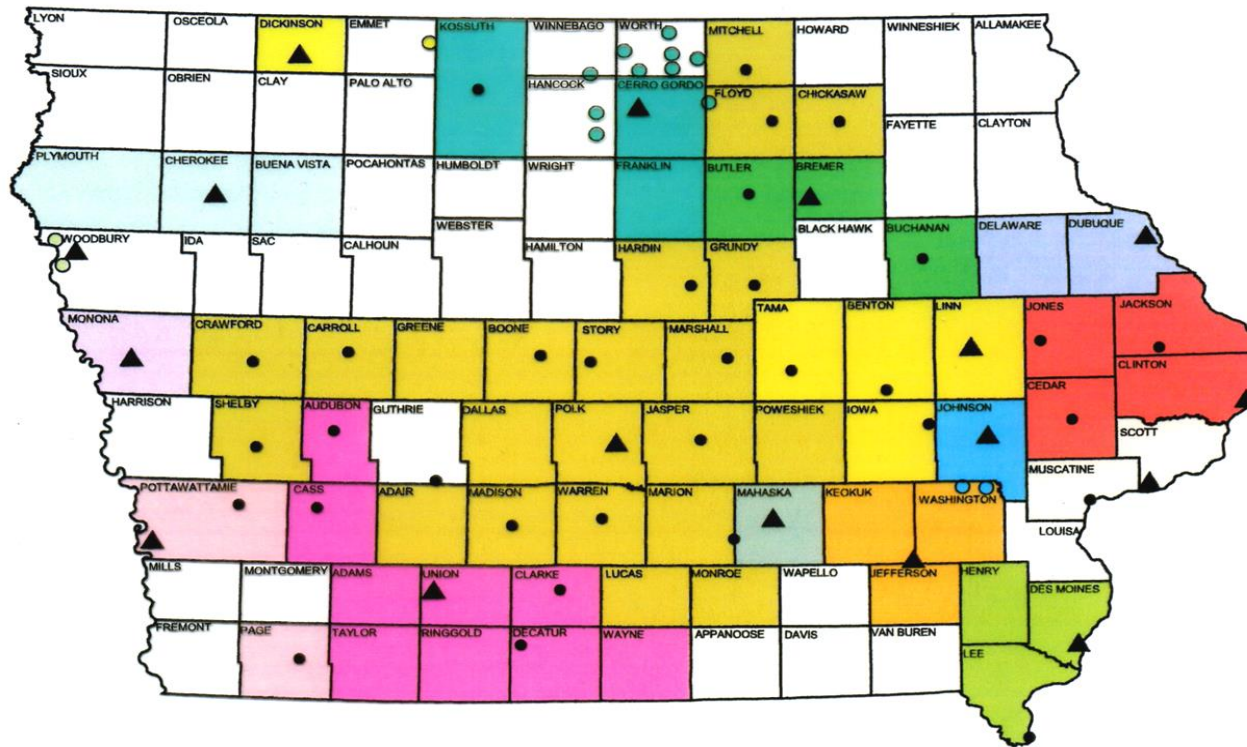 LYON OSCEOLA DICKINSON EMMET KOSSUTH WINNEBAGO WORTH MITCHELL HOWARD WINNESHIEK ALLAMAKEE
SIOUX OBRIEN CLAY PALO ALTO HANCOCK CERRO GORDO FLOYD CHICKASAW
FAYETTE CLAYTON
PLYMOUTH CHEROKEE BUENA VISTA POCAHONTAS HUMBOLDT WRIGHT FRANKLIN BUTLER BREMER
WEBSTER BLACK HAWK BUCHANAN DELAWARE DUBUQUE
WOODBURY IDA SAC CALHOUN HAMILTON HARDIN GRUNDY
TAMA BENTON LINN JONES JACKSON
MONONA CRAWFORD CARROLL GREENE BOONE STORY MARSHALL
CLINTON
CEDAR
HARRISON SHELBY AUDUBON GUTHRIE DALLAS POLK JASPER POWESHIEK IOWA JOHNSON
SCOTT
MUSCATINE
POTTAWATTAMIE CASS ADAIR MADISON WARREN MARION MAHASKA KEOKUK WASHINGTON
LOUISA
MILLS MONTGOMERY ADAMS UNION CLARKE LUCAS MONROE WAPELLO JEFFERSON HENRY
DES MOINES
FREMONT PAGE TAYLOR RINGGOLD DECATUR WAYNE APPANOOSE DAVIS VAN BUREN
LEE